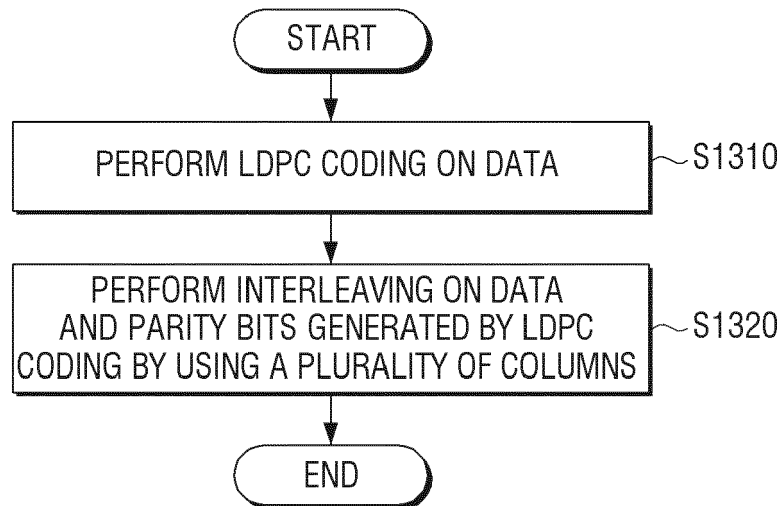 START
PERFORM LDPC CODING ON DATA
S1310
PERFORM INTERLEAVING ON DATA
AND PARITY BITS GENERATED BY LDPC
CODING BY USING A PLURALITY OF COLUMNS
S1320
END